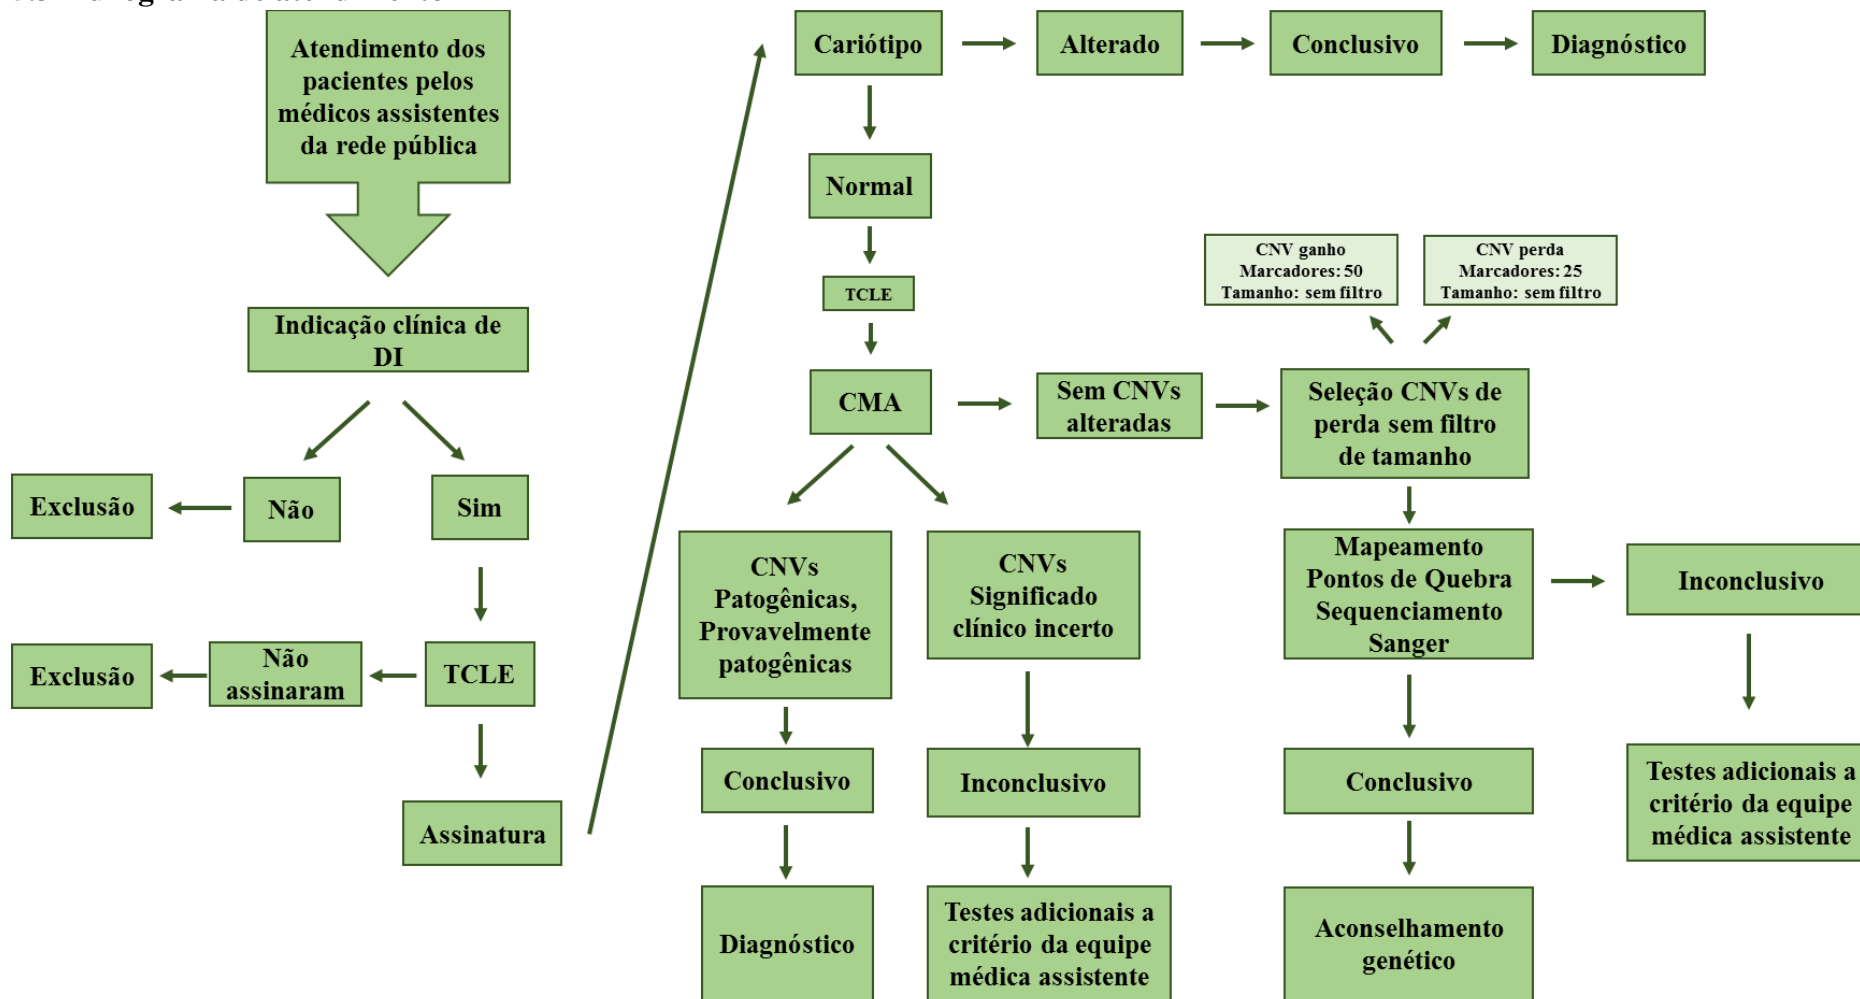 Atendimento dos
pacientes pelos
médicos assistentes
da rede pública
Indicação clínica de
DI
Não
Sim
Exclusão
TCLE
Não
assinaram
Exclusão
Assinatura
Cariótipo
Alterado
Conclusivo
Diagnóstico
Normal
TCLE
CMA
Sem CNVs
alteradas
Seleção CNVs de
perda sem filtro
de tamanho
CNV ganho
Marcadores: 50
Tamanho: sem filtro
CNV perda
Marcadores: 25
Tamanho: sem filtro
CNVs
Patogênicas,
Provavelmente
patogênicas
CNVs
Significado
clínico incerto
Mapeamento
Pontos de Quebra
Sequenciamento
Sanger
Inconclusivo
Conclusivo
Inconclusivo
Conclusivo
Testes adicionais a
critério da equipe
médica assistente
Diagnóstico
Testes adicionais a
critério da equipe
médica assistente
Aconselhamento
genético